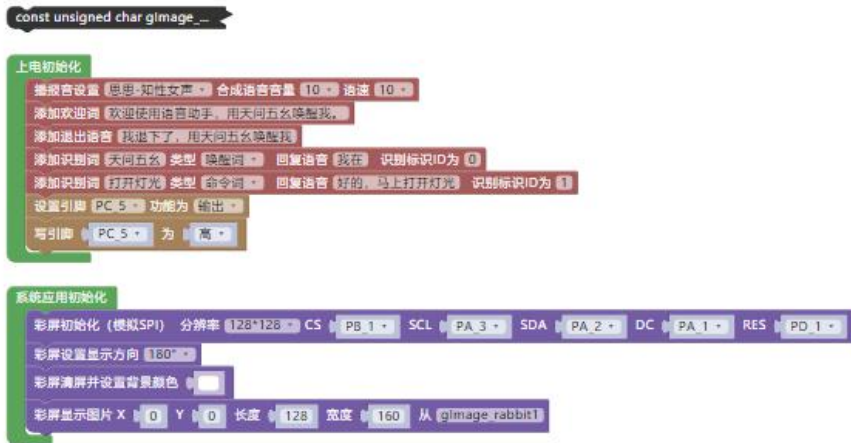 const unsigned char gImage_...
上电初始化
播报音设置 思思-知性女声 合成语音音量 10 语速 10
添加欢迎词 欢迎使用语音助手，用天问五幺唤醒我。
添加退出语音 我退下了，用天问五幺唤醒我
添加识别词 天问五幺 类型 唤醒词 回复语音 我在 识别标识ID为 0
添加识别词 打开灯光 类型 命令词 回复语音 好的，马上打开灯光 识别标识ID为 1
设置引脚 PC_5 功能为 输出
写引脚 PC_5 为 高
系统应用初始化
彩屏初始化（模拟SPI） 分辨率 128*128 CS PB_1 SCL PA_3 SDA PA_2 DC PA_1 RES PD_1
彩屏设置显示方向 180°
彩屏清屏并设置背景颜色
彩屏显示图片 X 0 Y 0 长度 128 宽度 160 从 gImage_rabbit1